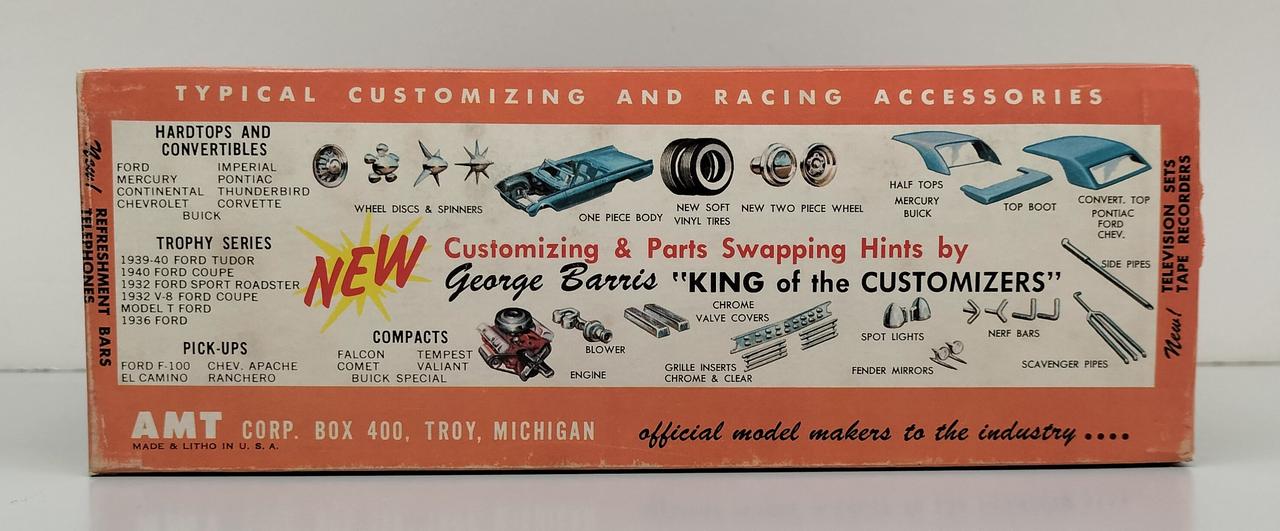 TYPICAL CUSTOMIZING AND RACING ACCESSORIES
New!
REFRESHMENT BARS
TELEPHONES
HARDTOPS AND
CONVERTIBLES
FORD IMPERIAL
MERCURY PONTIAC
CONTINENTAL THUNDERBIRD
CHEVROLET CORVETTE
BUICK
TROPHY SERIES
1939-40 FORD TUDOR
1940 FORD COUPE
1932 FORD SPORT ROADSTER
1932 V-8 FORD COUPE
MODEL T FORD
1936 FORD
PICK-UPS
FORD F-100 CHEV. APACHE
EL CAMINO RANCHERO
WHEEL DISCS & SPINNERS
ONE PIECE BODY
NEW SOFT
VINYL TIRES
NEW TWO PIECE WHEEL
HALF TOPS
MERCURY
BUICK
TOP BOOT
CONVERT. TOP
PONTIAC
FORD
CHEV.
NEW
Customizing & Parts Swapping Hints by
George Barris "KING of the CUSTOMIZERS"
SIDE PIPES
COMPACTS
FALCON TEMPEST
COMET VALIANT
BUICK SPECIAL
ENGINE
BLOWER
CHROME
VALVE COVERS
GRILLE INSERTS
CHROME & CLEAR
SPOT LIGHTS
FENDER MIRRORS
NERF BARS
SCAVENGER PIPES
New!
TELEVISION SETS
TAPE RECORDERS
AMT CORP. BOX 400, TROY, MICHIGAN
MADE & LITHO IN U. S. A.
official model makers to the industry ....